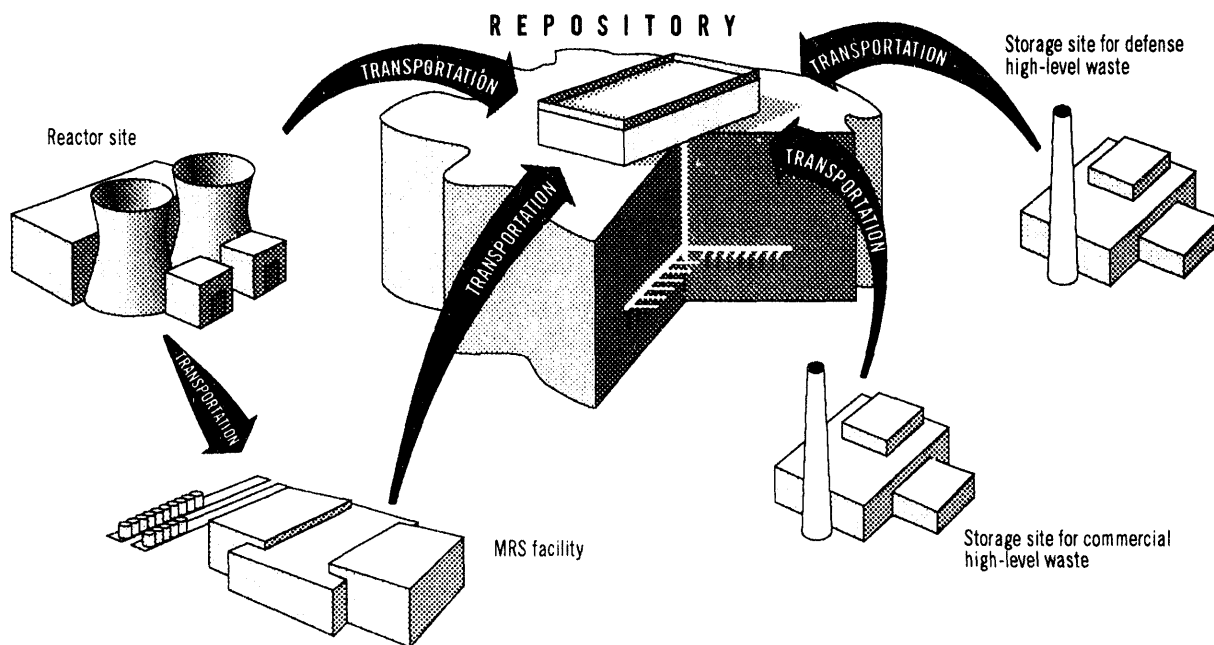 REPOSITORY
TRANSPORTATION
TRANSPORTATION
Storage site for defense
high-level waste
Reactor site
TRANSPORTATION
TRANSPORTATION
TRANSPORTATION
MRS facility
Storage site for commercial
high-level waste